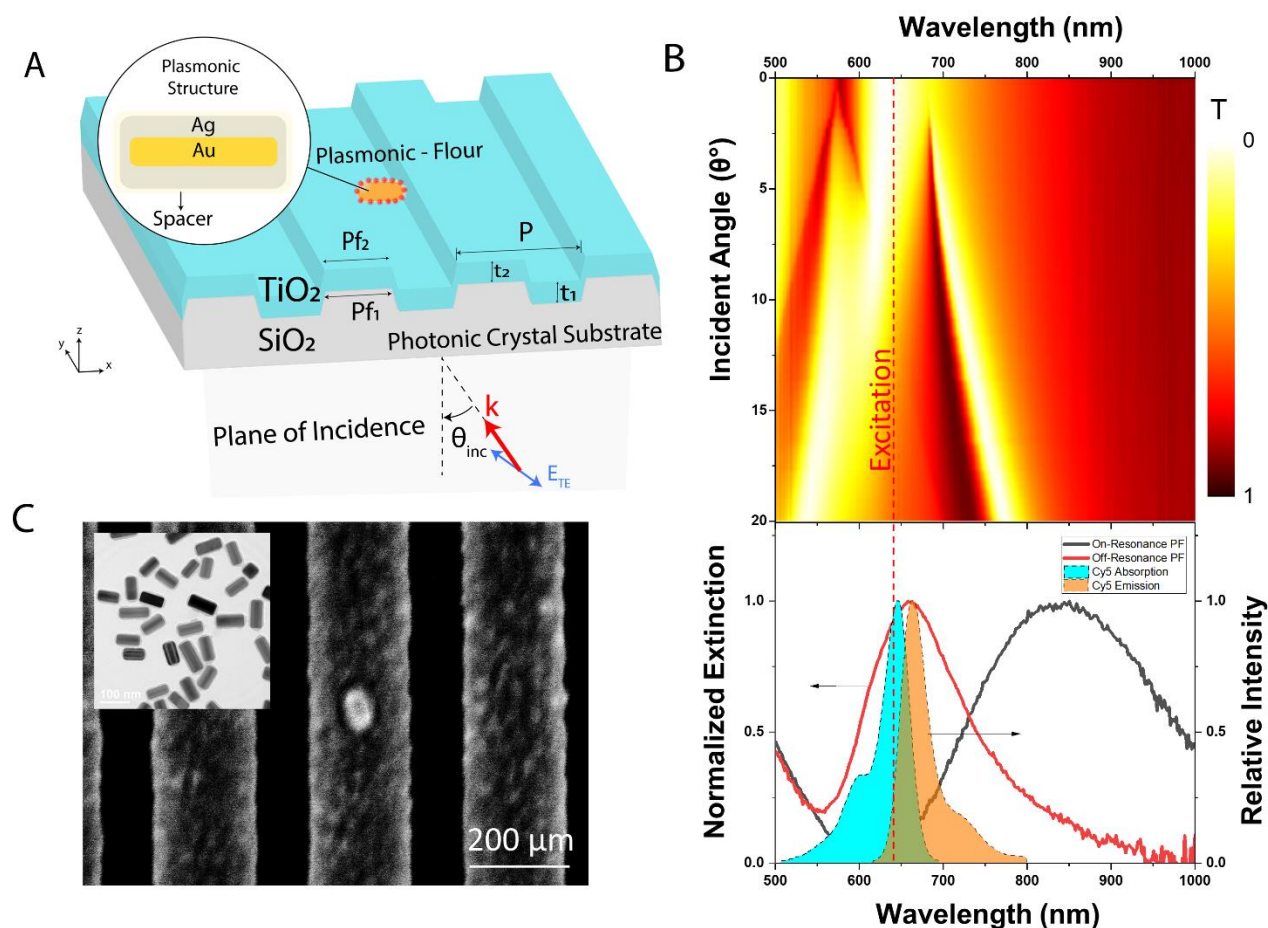 A
Plasmonic
Structure
Ag
Au
Spacer
Plasmonic - Flour
Pf₂
P
t₂
t₁
TiO₂
Pf₁
SiO₂
Photonic Crystal Substrate
z
y
x
Plane of Incidence
k
θinc
E TE
B
Wavelength (nm)
500 600 700 800 900 1000
Incident Angle (θ°)
0
5
10
15
20
Excitation
T
0
1
On-Resonance PF
Off-Resonance PF
Cy5 Absorption
Cy5 Emission
Normalized Extinction
1.0
0.5
0.0
Relative Intensity
1.0
0.5
0.0
500 600 700 800 900 1000
Wavelength (nm)
C
100 nm
200 µm